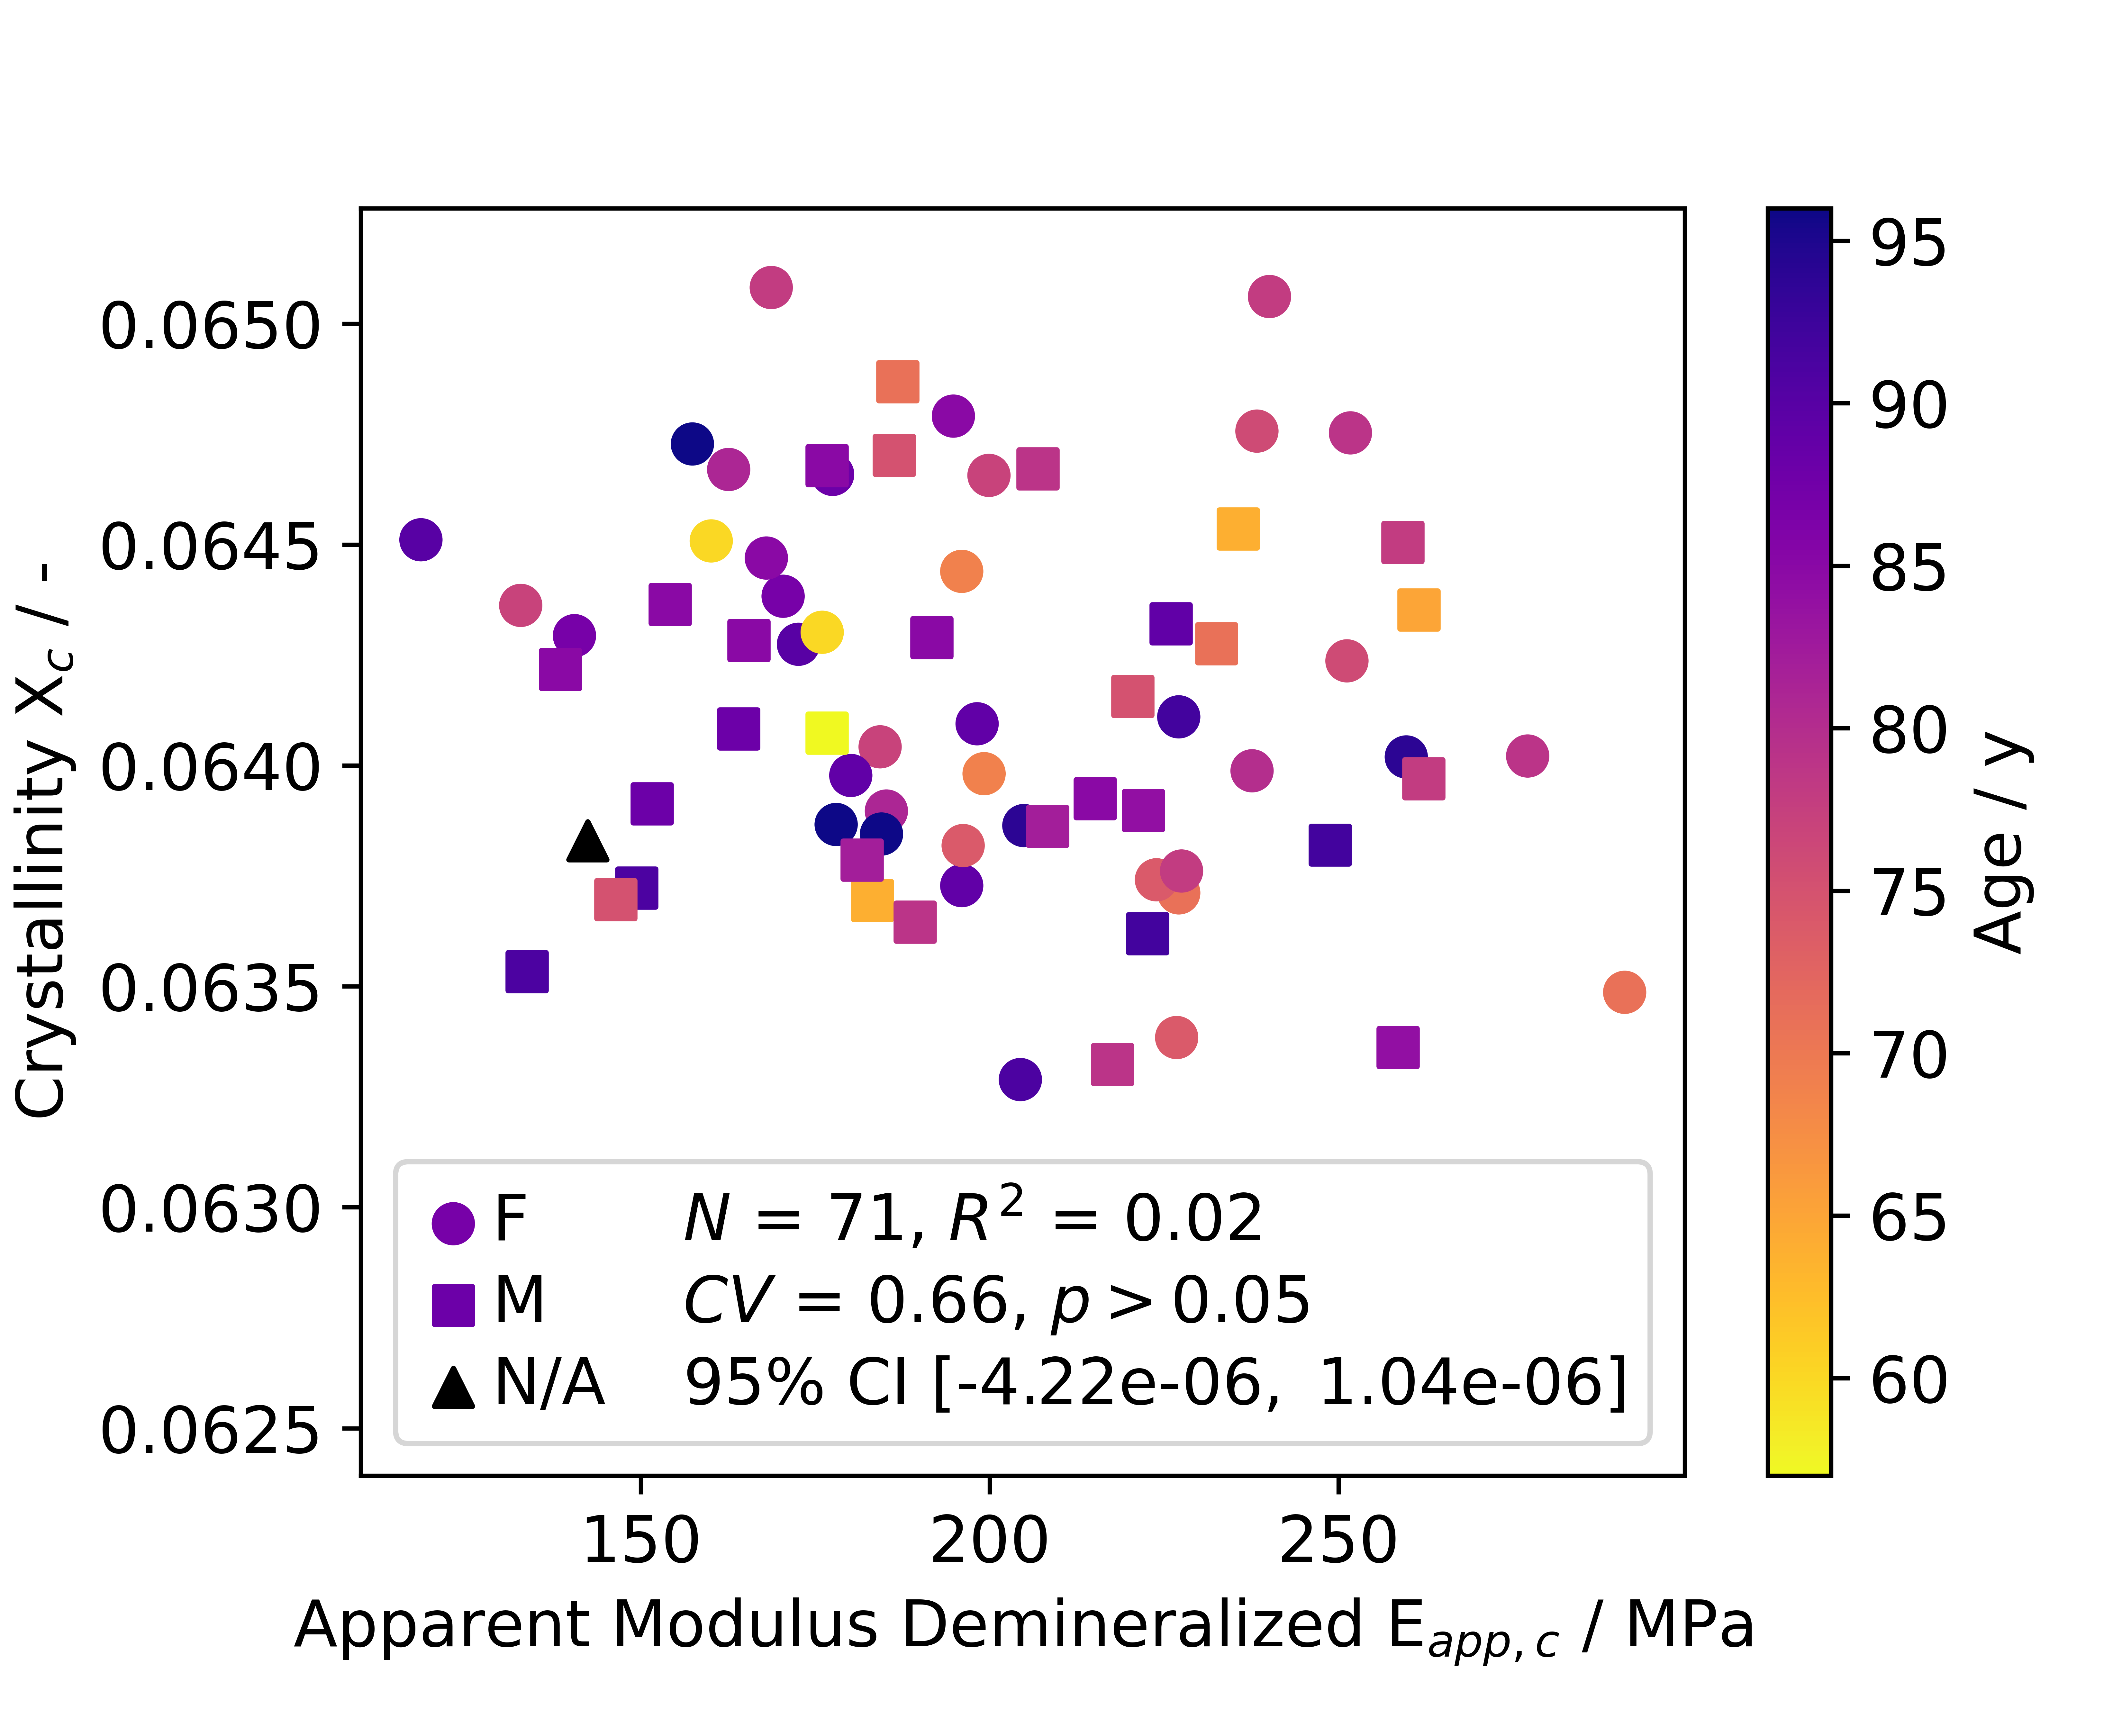 0.0650
0.0645
0.0640
0.0635
0.0630
0.0625
Crystallinity X_c / -
F
M
N/A
N = 71, R² = 0.02
CV = 0.66, p > 0.05
95% CI [-4.22e-06, 1.04e-06]
150 200 250
Apparent Modulus Demineralized E_app,c / MPa
95
90
85
80
75
70
65
60
Age / y